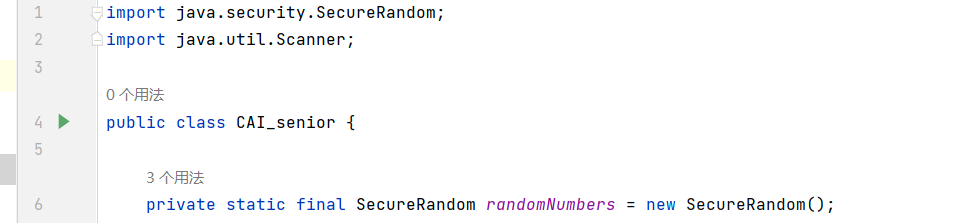 1 import java.security.SecureRandom;
2 import java.util.Scanner;
3
0 个用法
4 public class CAI_senior {
5
3 个用法
6 private static final SecureRandom randomNumbers = new SecureRandom();